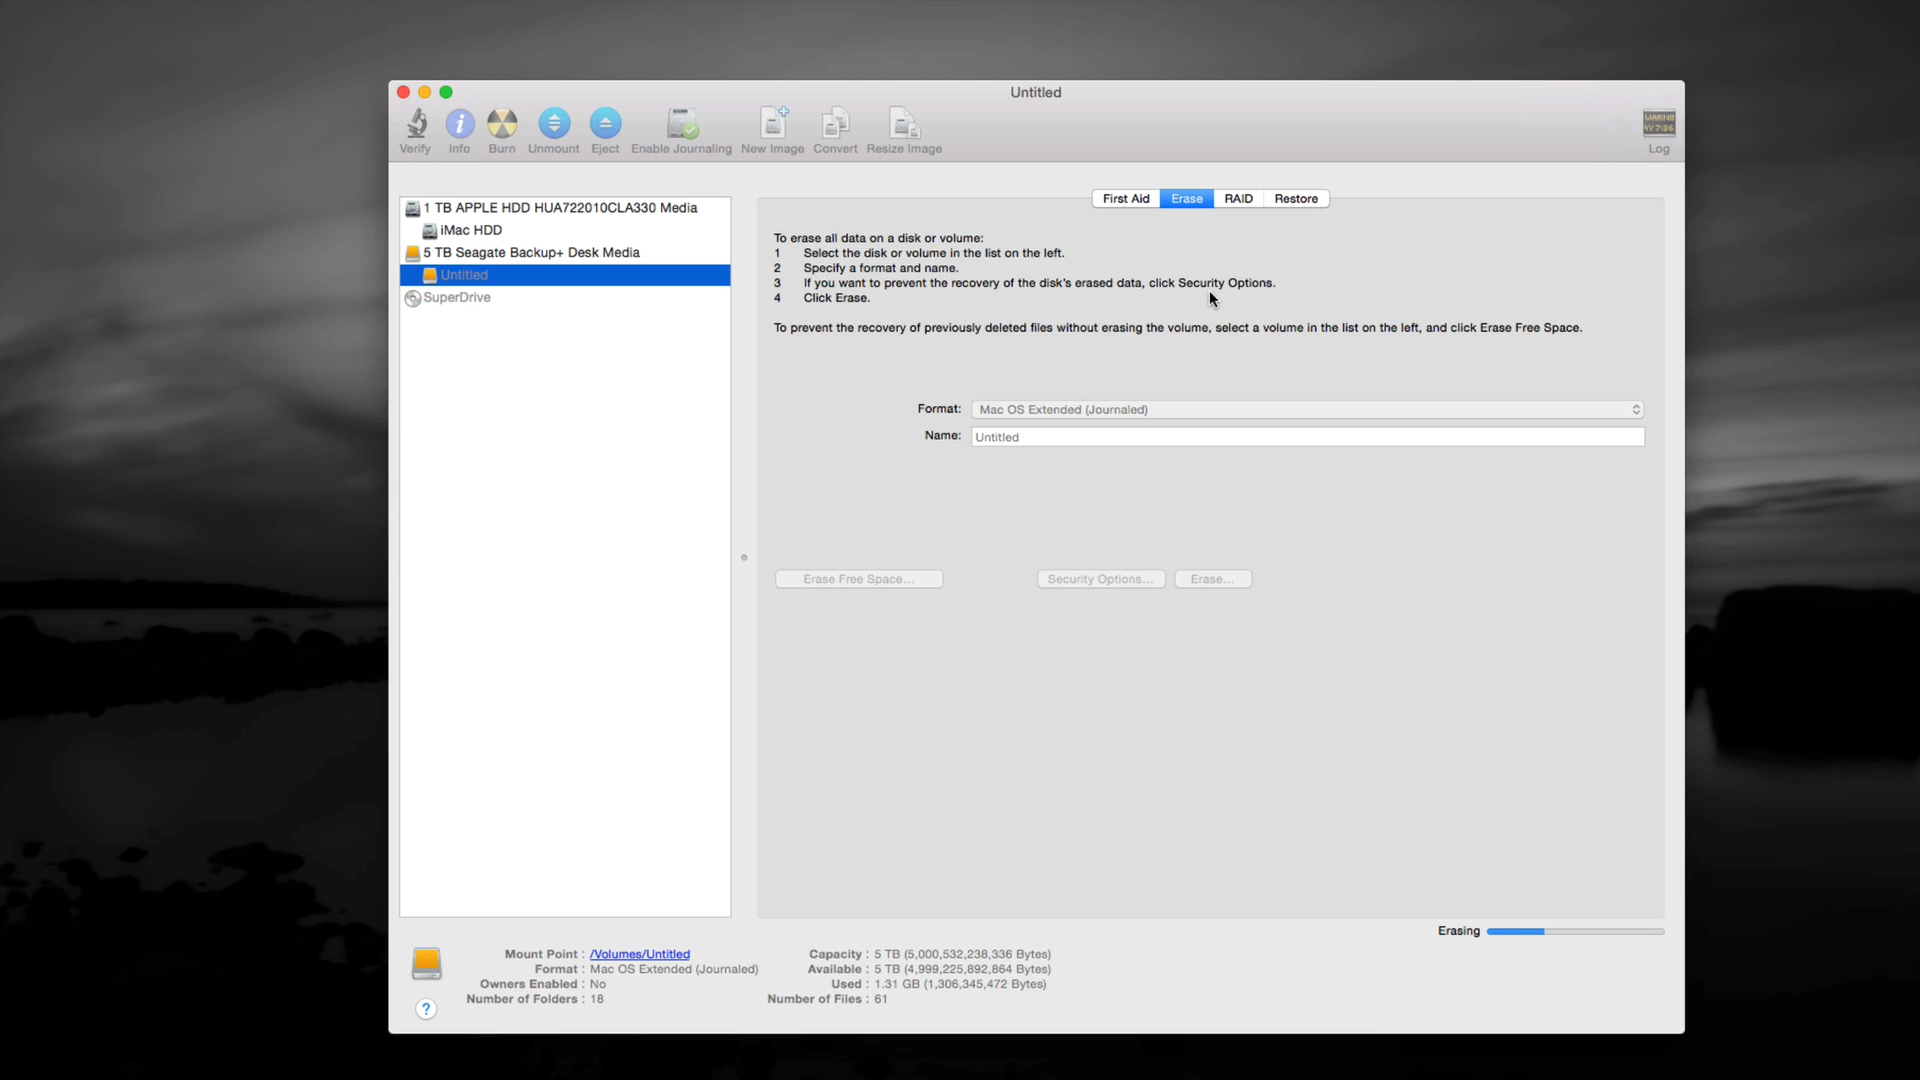 Untitled
Verify Info Burn Unmount Eject Enable Journaling New Image Convert Resize Image Log
WARNIN
1 TB APPLE HDD HUA722010CLA330 Media
iMac HDD
5 TB Seagate Backup+ Desk Media
Untitled
SuperDrive
First Aid Erase RAID Restore
To erase all data on a disk or volume:
1 Select the disk or volume in the list on the left.
2 Specify a format and name.
3 If you want to prevent the recovery of the disk's erased data, click Security Options.
4 Click Erase.
To prevent the recovery of previously deleted files without erasing the volume, select a volume in the list on the left, and click Erase Free Space.
Format: Mac OS Extended (Journaled)
Name: Untitled
Erase Free Space... Security Options... Erase...
Erasing
Mount Point : /Volumes/Untitled
Format : Mac OS Extended (Journaled)
Owners Enabled : No
Number of Folders : 18
Capacity : 5 TB (5,000,532,238,336 Bytes)
Available : 5 TB (4,999,225,892,864 Bytes)
Used : 1.31 GB (1,306,345,472 Bytes)
Number of Files : 61
?